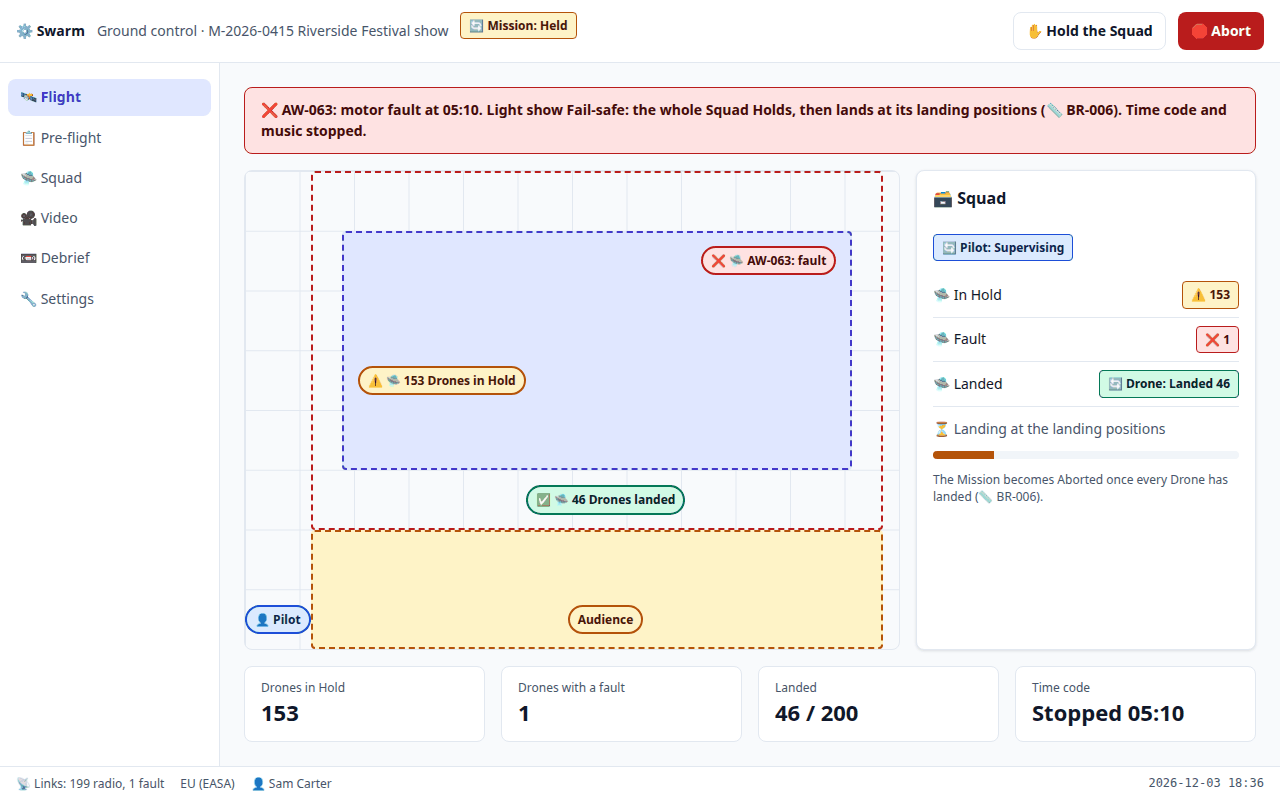 Swarm
Ground control · M-2026-0415 Riverside Festival show
Mission: Held
Hold the Squad
Abort
Flight
Pre-flight
Squad
Video
Debrief
Settings
AW-063: motor fault at 05:10. Light show Fail-safe: the whole Squad Holds, then lands at its landing positions (BR-006). Time code and
music stopped.
AW-063: fault
153 Drones in Hold
46 Drones landed
Pilot
Audience
Squad
Pilot: Supervising
In Hold
153
Fault
1
Landed
Drone: Landed 46
Landing at the landing positions
The Mission becomes Aborted once every Drone has
landed (BR-006).
Drones in Hold
153
Drones with a fault
1
Landed
46 / 200
Time code
Stopped 05:10
Links: 199 radio, 1 fault
EU (EASA)
Sam Carter
2026-12-03 18:36